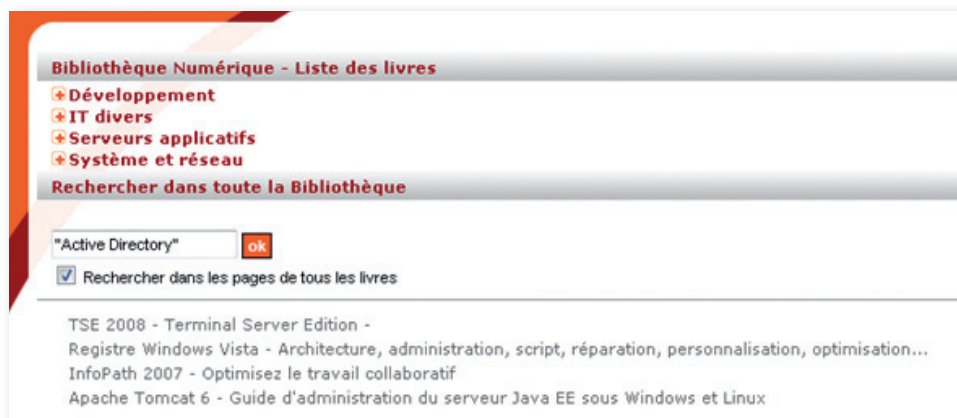 Bibliothèque Numérique - Liste des livres
Développement
IT divers
Serveurs applicatifs
Système et réseau
Rechercher dans toute la Bibliothèque
"Active Directory" ok
Rechercher dans les pages de tous les livres
TSE 2008 - Terminal Server Edition -
Registre Windows Vista - Architecture, administration, script, réparation, personnalisation, optimisation...
InfoPath 2007 - Optimisez le travail collaboratif
Apache Tomcat 6 - Guide d'administration du serveur Java EE sous Windows et Linux